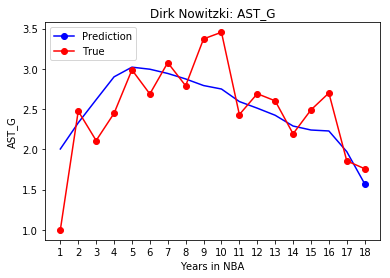 Dirk Nowitzki: AST_G
Prediction
True
3.5
3.0
2.5
2.0
1.5
1.0
AST_G
1 2 3 4 5 6 7 8 9 10 11 12 13 14 15 16 17 18
Years in NBA